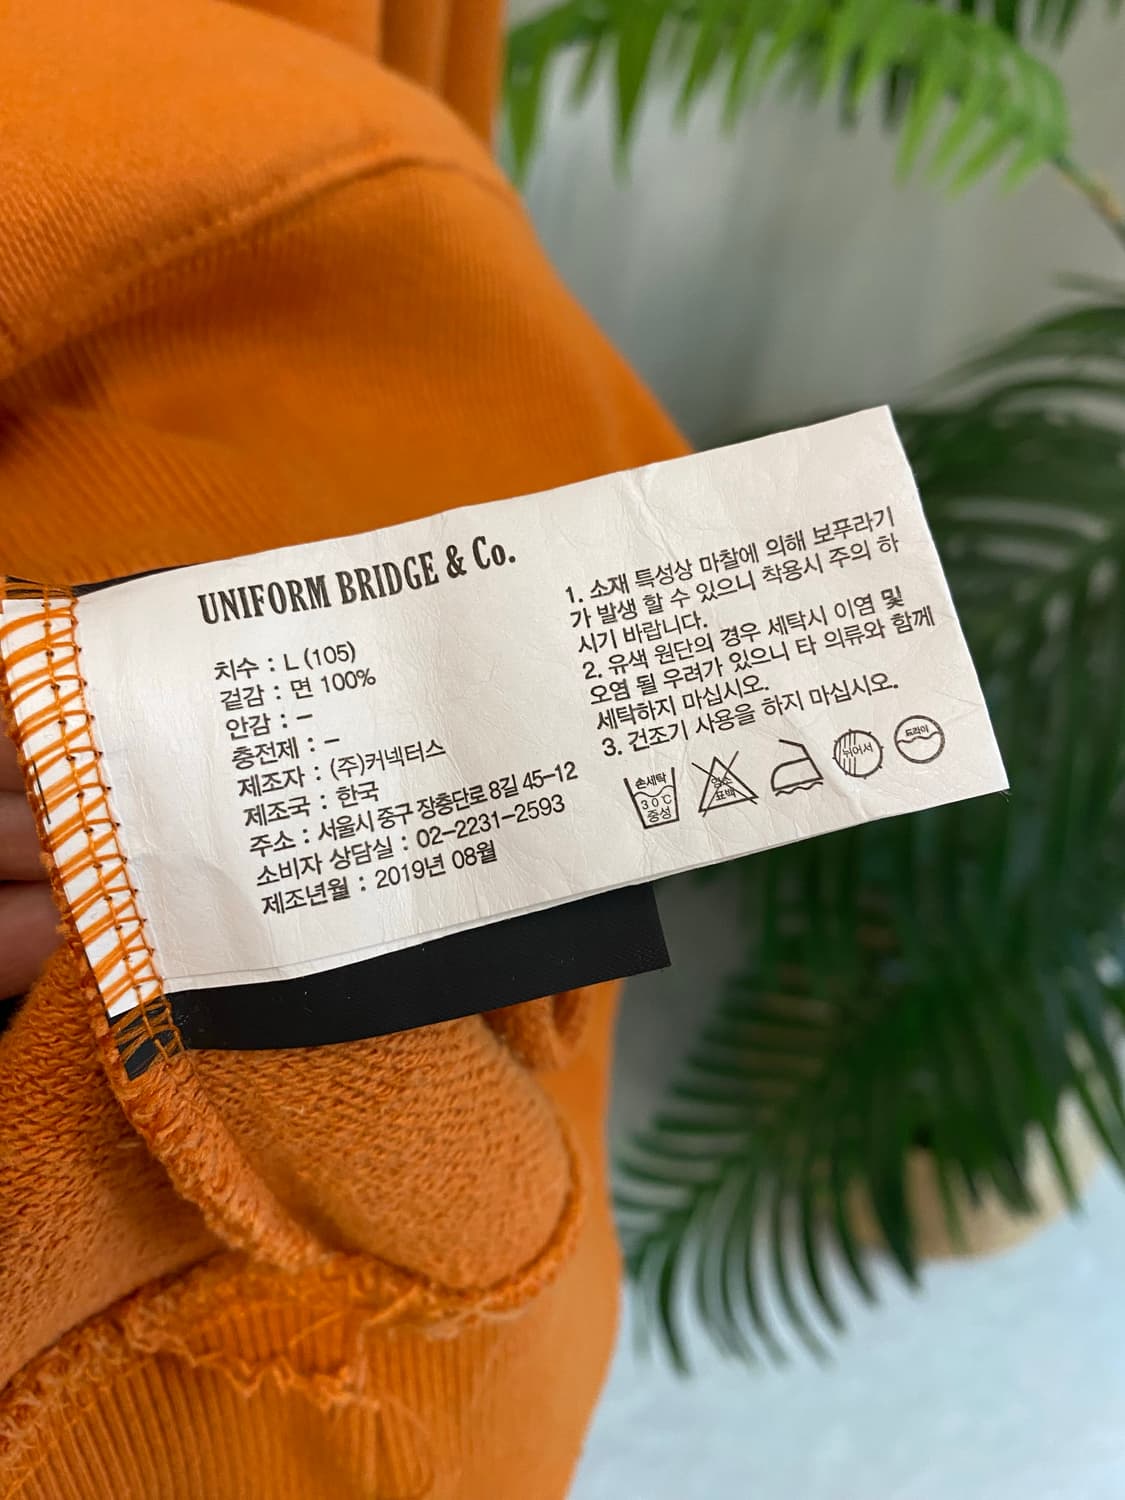 UNIFORM BRIDGE & Co.
치수 : L (105)
겉감 : 면 100%
안감 : –
충전제 : –
제조자 : (주)커넥터스
제조국 : 한국
주소 : 서울시 중구 장충단로 8길 45–12
소비자 상담실 : 02–2231–2593
제조년월 : 2019년 08월
1. 소재 특성상 마찰에 의해 보푸라기
가 발생 할 수 있으니 착용시 주의 하
시기 바랍니다.
2. 유색 원단의 경우 세탁시 이염 및
오염 될 우려가 있으니 타 의류와 함께
세탁하지 마십시오.
3. 건조기 사용을 하지 마십시오.
손세탁
30℃
중성
염소
표백
뉘어서
드라이